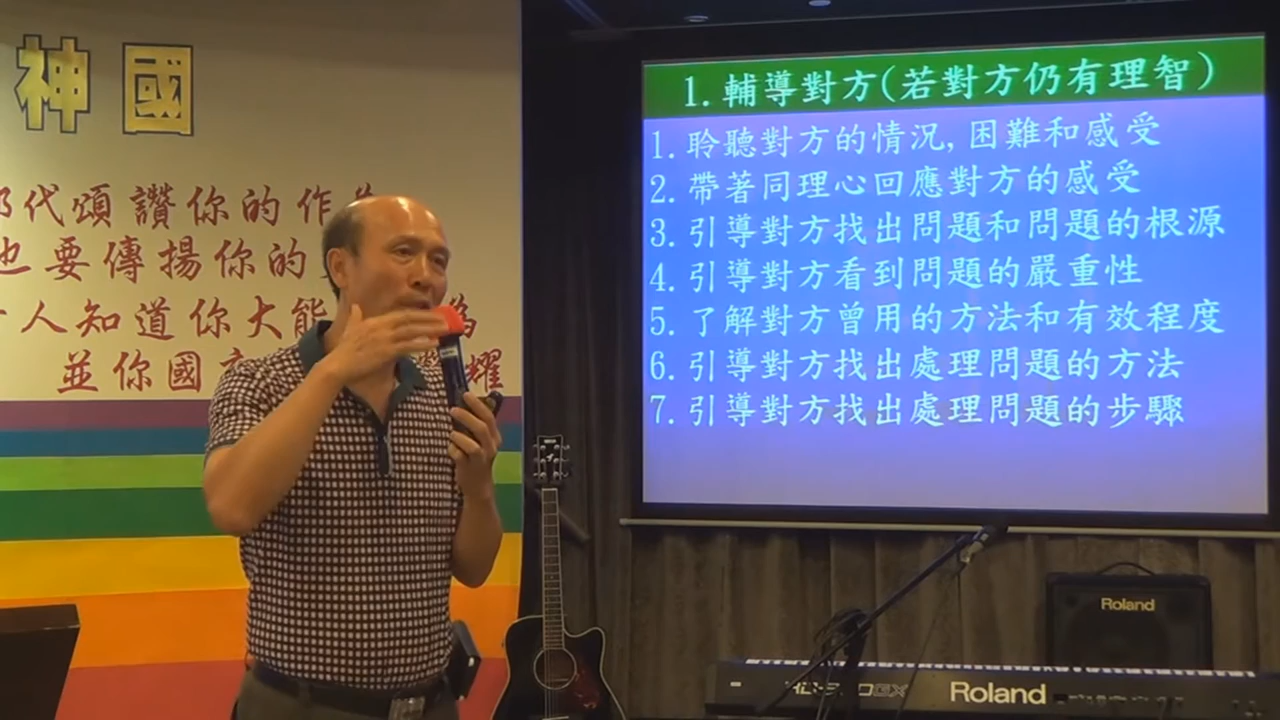 神國
代頌讚你的作
也要傳揚你的
人知道你大能 為
並你國 耀
1. 輔導對方(若對方仍有理智)
1. 聆聽對方的情況, 困難和感受
2. 帶著同理心回應對方的感受
3. 引導對方找出問題和問題的根源
4. 引導對方看到問題的嚴重性
5. 了解對方曾用的方法和有效程度
6. 引導對方找出處理問題的方法
7. 引導對方找出處理問題的步驟
Roland
Roland